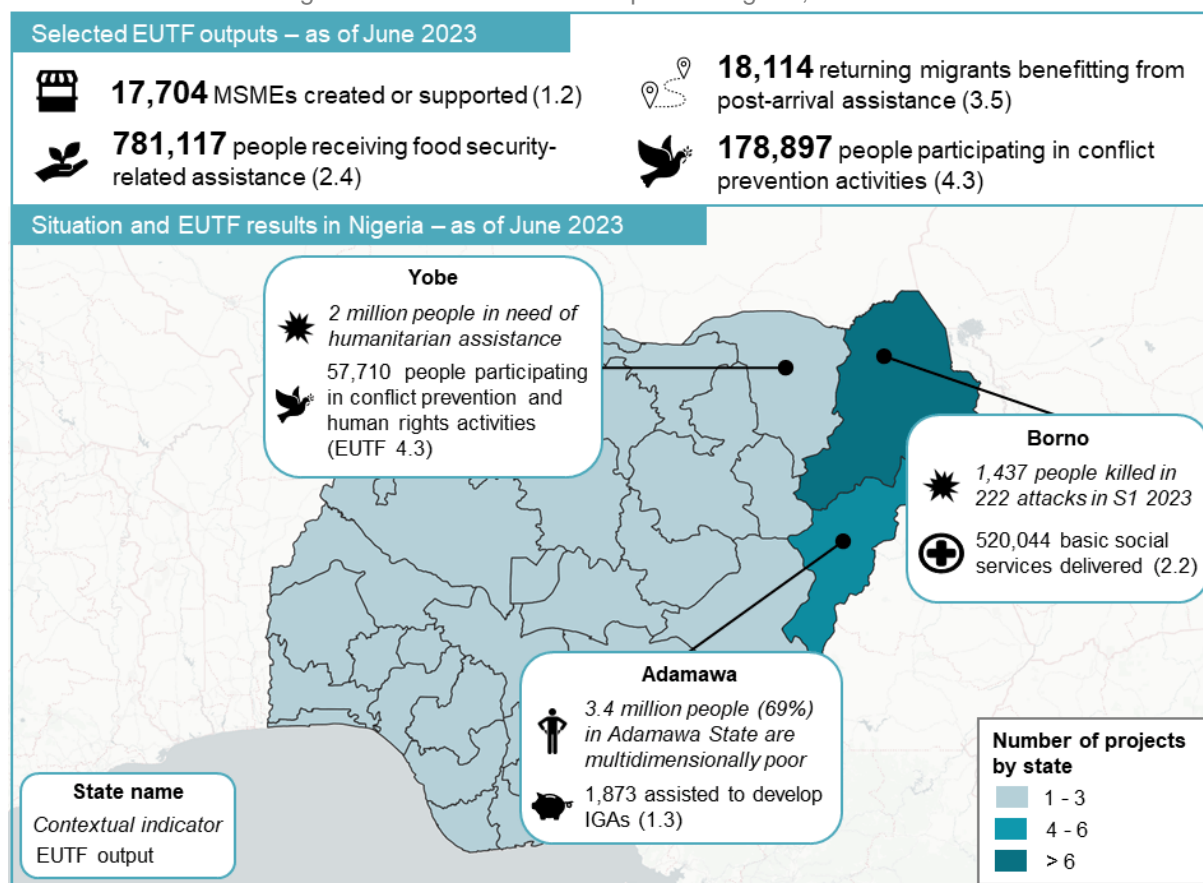 Selected EUTF outputs – as of June 2023
17,704 MSMEs created or supported (1.2)
781,117 people receiving food security-
related assistance (2.4)
18,114 returning migrants benefitting from
post-arrival assistance (3.5)
178,897 people participating in conflict
prevention activities (4.3)
Situation and EUTF results in Nigeria – as of June 2023
Yobe
2 million people in need of
humanitarian assistance
57,710 people participating
in conflict prevention and
human rights activities
(EUTF 4.3)
Borno
1,437 people killed in
222 attacks in S1 2023
520,044 basic social
services delivered (2.2)
Adamawa
3.4 million people (69%)
in Adamawa State are
multidimensionally poor
1,873 assisted to develop
IGAs (1.3)
State name
Contextual indicator
EUTF output
Number of projects
by state
1 - 3
4 - 6
> 6